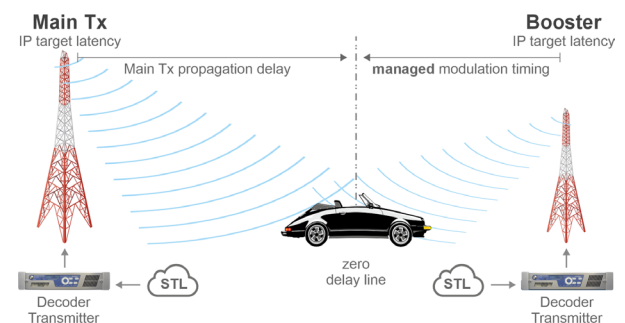 Main Tx
IP target latency
Booster
IP target latency
Main Tx propagation delay
managed modulation timing
zero
delay line
STL
STL
Decoder
Transmitter
Decoder
Transmitter